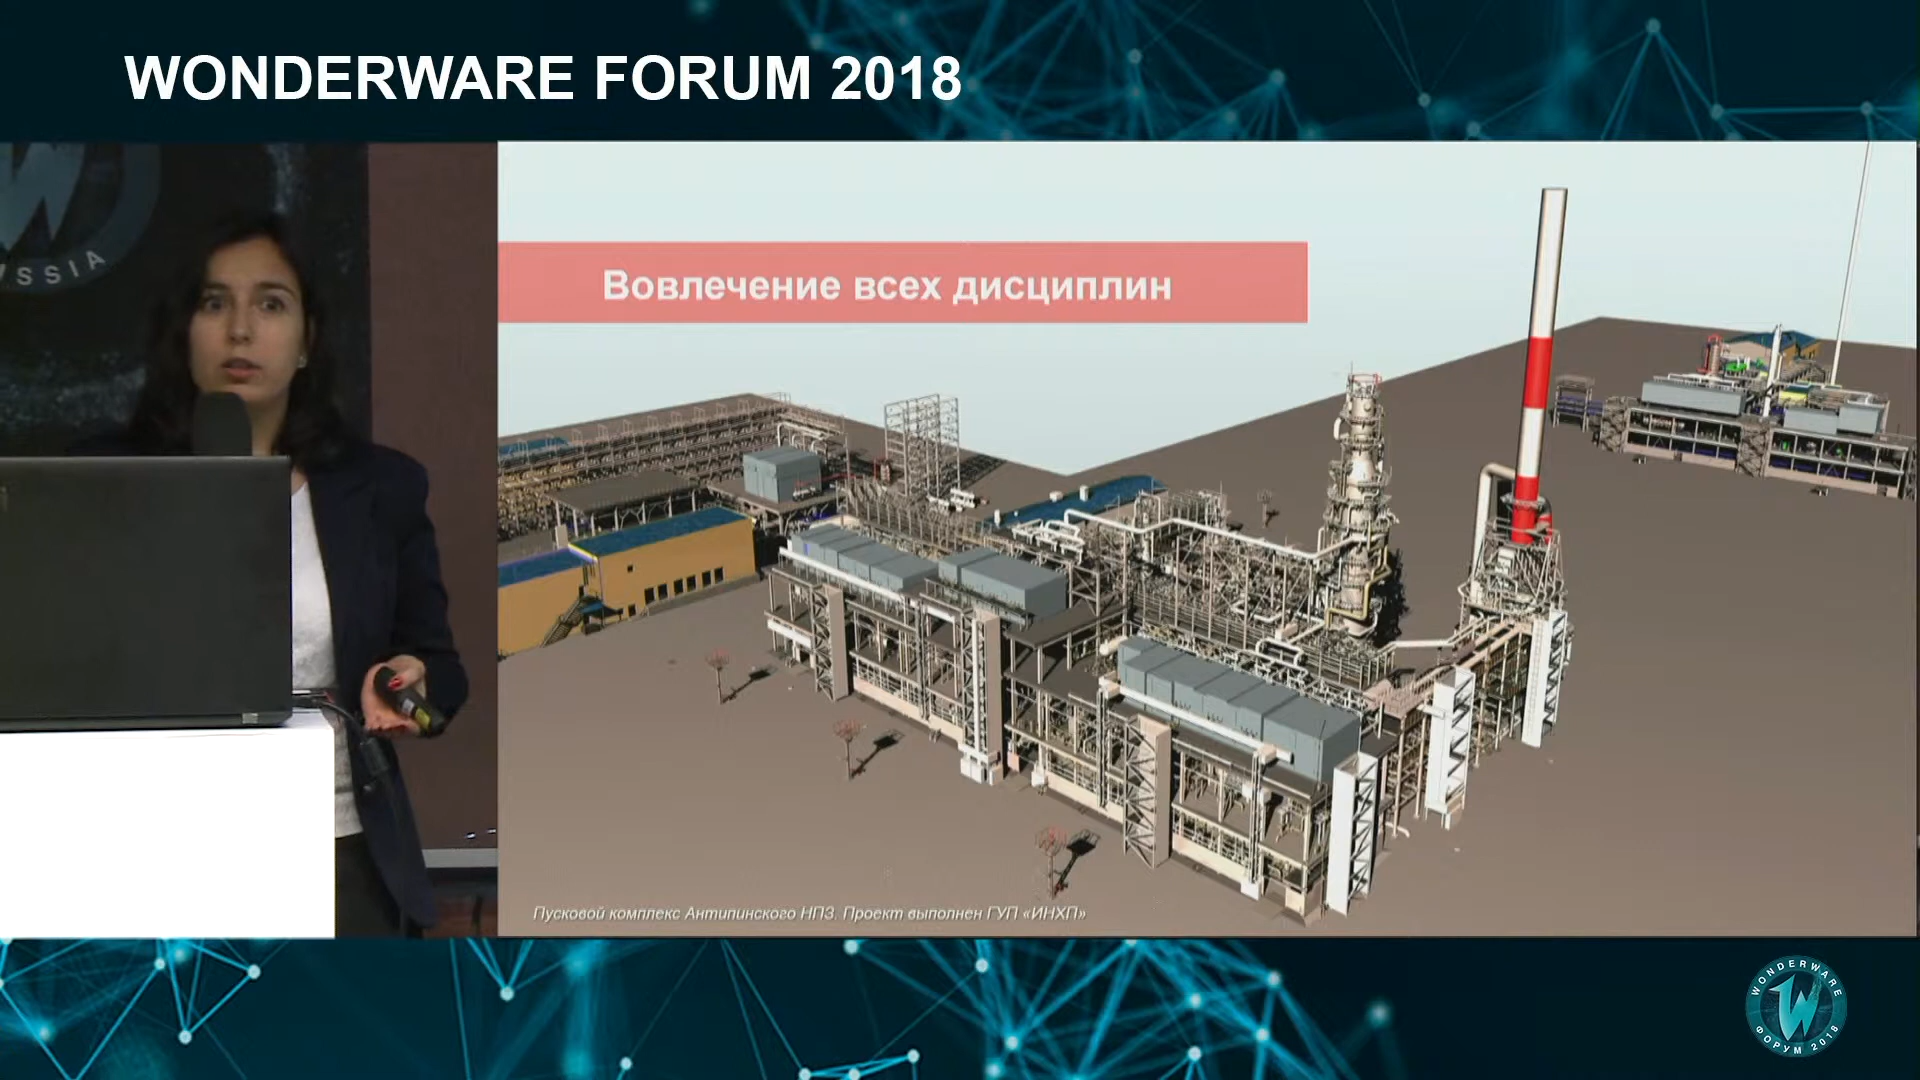 WONDERWARE FORUM 2018
SSIA
Вовлечение всех дисциплин
Пусковой комплекс Антипинского НПЗ. Проект выполнен ГУП «ИНХП»
WONDERWARE
ФОРУМ 2018